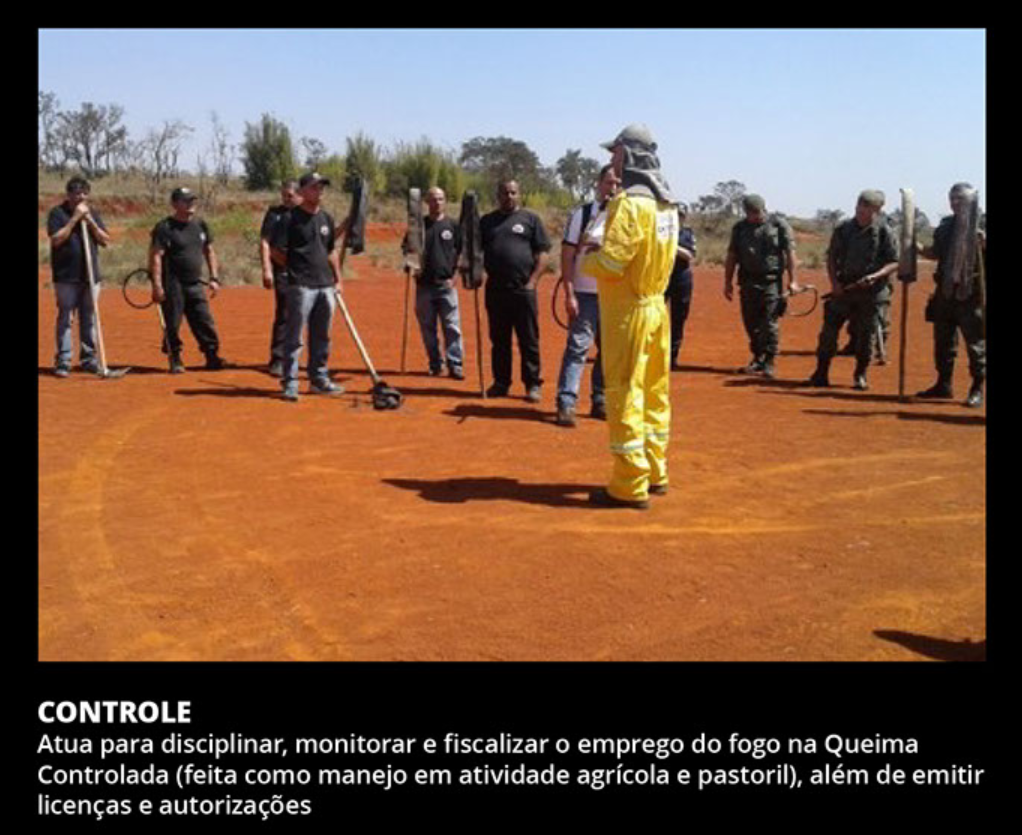 CONTROLE
Atua para disciplinar, monitorar e fiscalizar o emprego do fogo na Queima
Controlada (feita como manejo em atividade agrícola e pastoril), além de emitir
licenças e autorizações